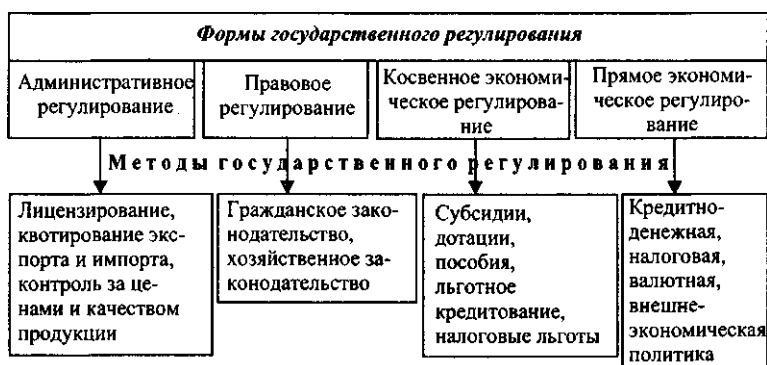 Формы государственного регулирования
Административное
регулирование
Правовое
регулирование
Косвенное экономи-
ческое регулирова-
ние
Прямое экономи-
ческое регулиро-
вание
Методы государственного регулирования
Лицензирование,
квотирование экс-
порта и импорта,
контроль за це-
нами и качеством
продукции
Гражданское зако-
нодательство,
хозяйственное за-
конодательство
Субсидии,
дотации,
пособия,
льготное
кредитование,
налоговые льготы
Кредитно-
денежная,
налоговая,
валютная,
внешне-
экономическая
политика